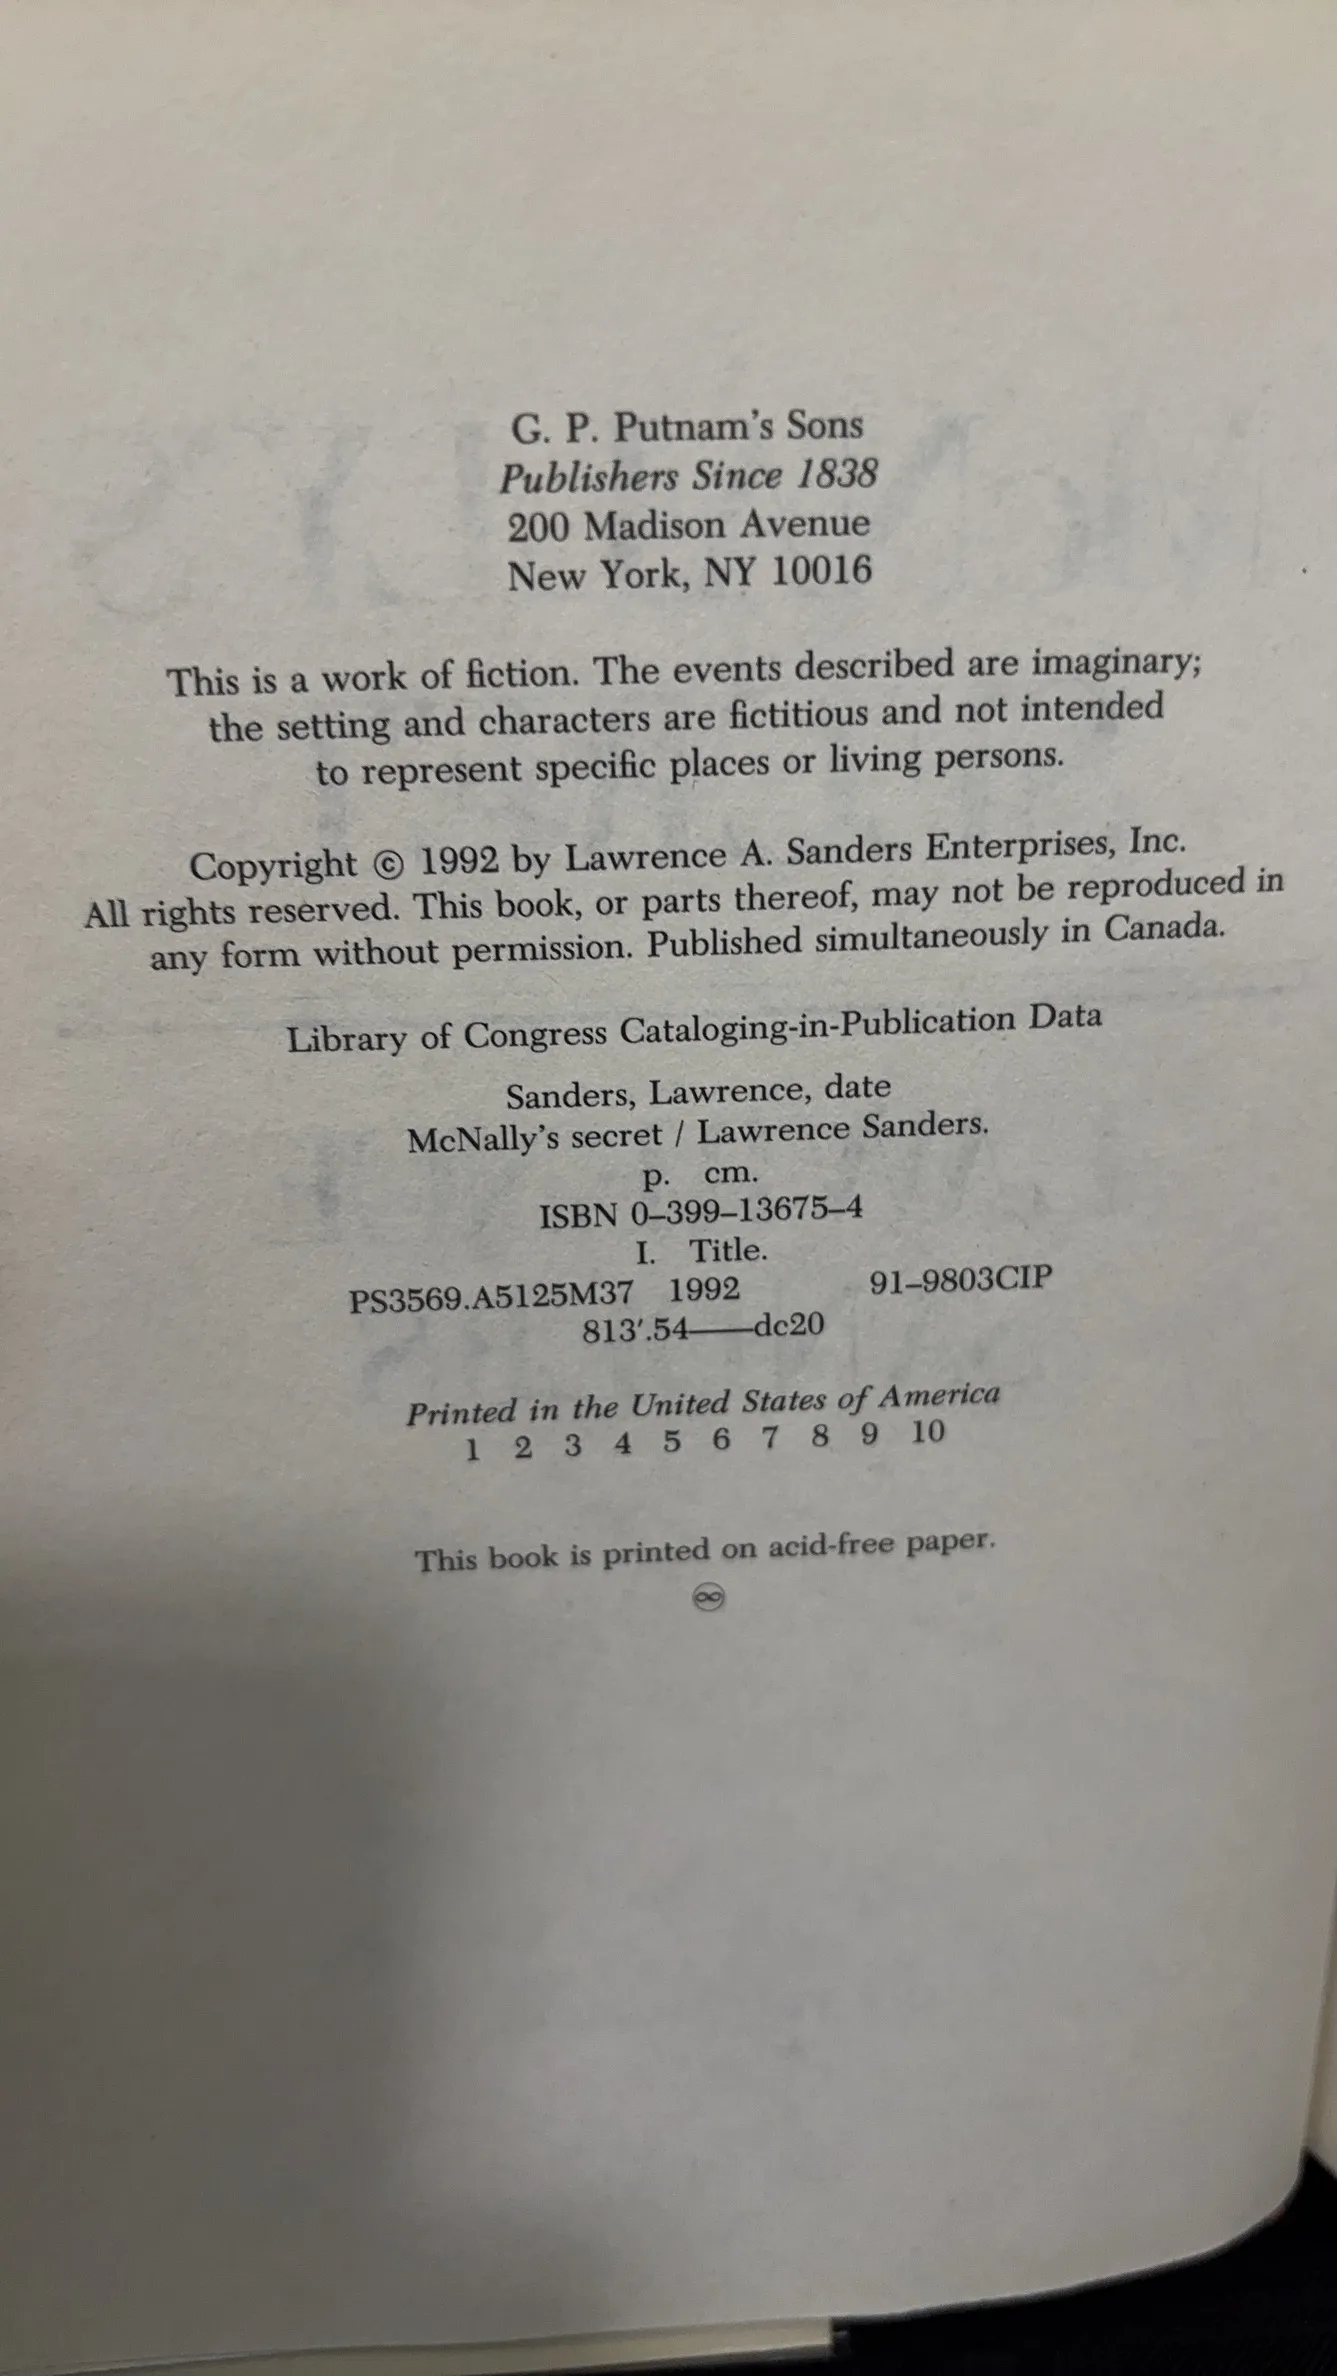 G. P. Putnam's Sons
Publishers Since 1838
200 Madison Avenue
New York, NY 10016
This is a work of fiction. The events described are imaginary;
the setting and characters are fictitious and not intended
to represent specific places or living persons.
Copyright © 1992 by Lawrence A. Sanders Enterprises, Inc.
All rights reserved. This book, or parts thereof, may not be reproduced in
any form without permission. Published simultaneously in Canada.
Library of Congress Cataloging-in-Publication Data
Sanders, Lawrence, date
McNally's secret / Lawrence Sanders.
p. cm.
ISBN 0–399–13675–4
I. Title.
PS3569.A5125M37 1992 91–9803CIP
813′.54——dc20
Printed in the United States of America
1 2 3 4 5 6 7 8 9 10
This book is printed on acid-free paper.
♾